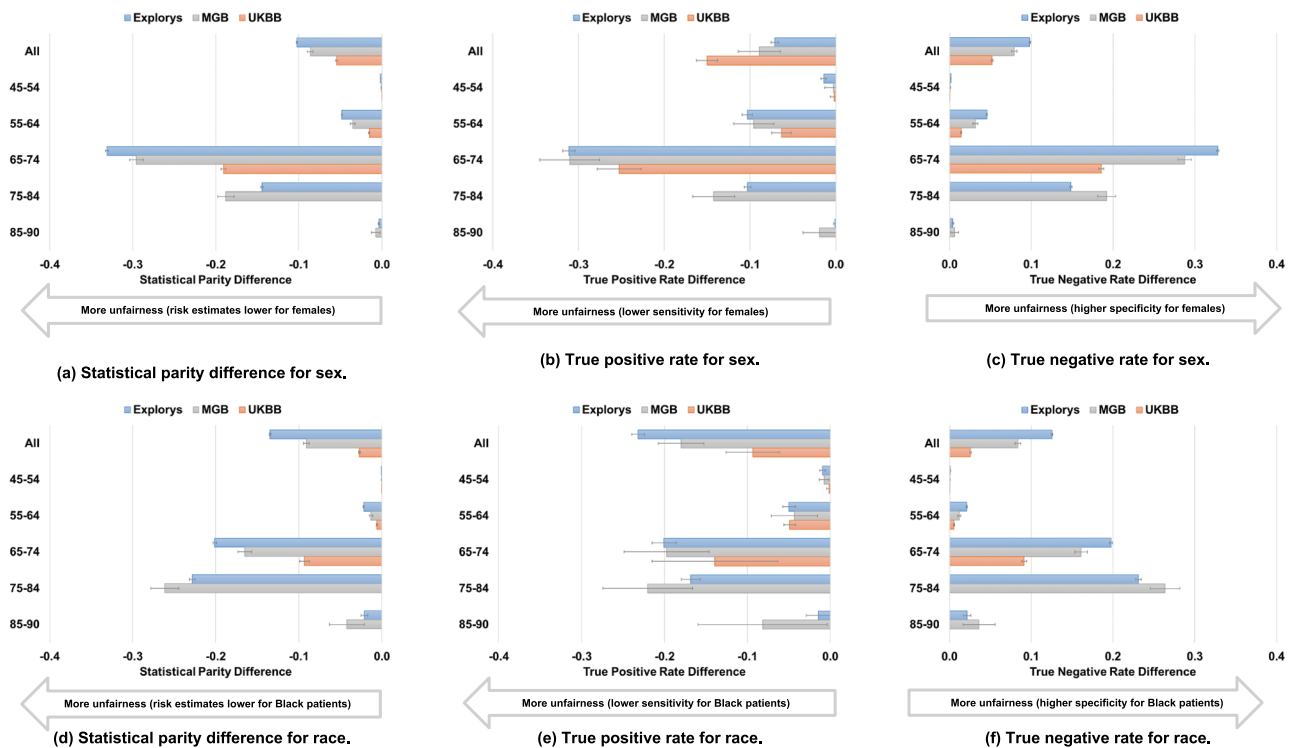 Explorys MGB UKBB
All
45-54
55-64
65-74
75-84
85-90
-0.4 -0.3 -0.2 -0.1 0.0
Statistical Parity Difference
More unfairness (risk estimates lower for females)
(a) Statistical parity difference for sex.
Explorys MGB UKBB
All
45-54
55-64
65-74
75-84
85-90
-0.4 -0.3 -0.2 -0.1 0.0
True Positive Rate Difference
More unfairness (lower sensitivity for females)
(b) True positive rate for sex.
Explorys MGB UKBB
All
45-54
55-64
65-74
75-84
85-90
0.0 0.1 0.2 0.3 0.4
True Negative Rate Difference
More unfairness (higher specificity for females)
(c) True negative rate for sex.
Explorys MGB UKBB
All
45-54
55-64
65-74
75-84
85-90
-0.4 -0.3 -0.2 -0.1 0.0
Statistical Parity Difference
More unfairness (risk estimates lower for Black patients)
(d) Statistical parity difference for race.
Explorys MGB UKBB
All
45-54
55-64
65-74
75-84
85-90
-0.4 -0.3 -0.2 -0.1 0.0
True Positive Rate Difference
More unfairness (lower sensitivity for Black patients)
(e) True positive rate for race.
Explorys MGB UKBB
All
45-54
55-64
65-74
75-84
85-90
0.0 0.1 0.2 0.3 0.4
True Negative Rate Difference
More unfairness (higher specificity for Black patients)
(f) True negative rate for race.